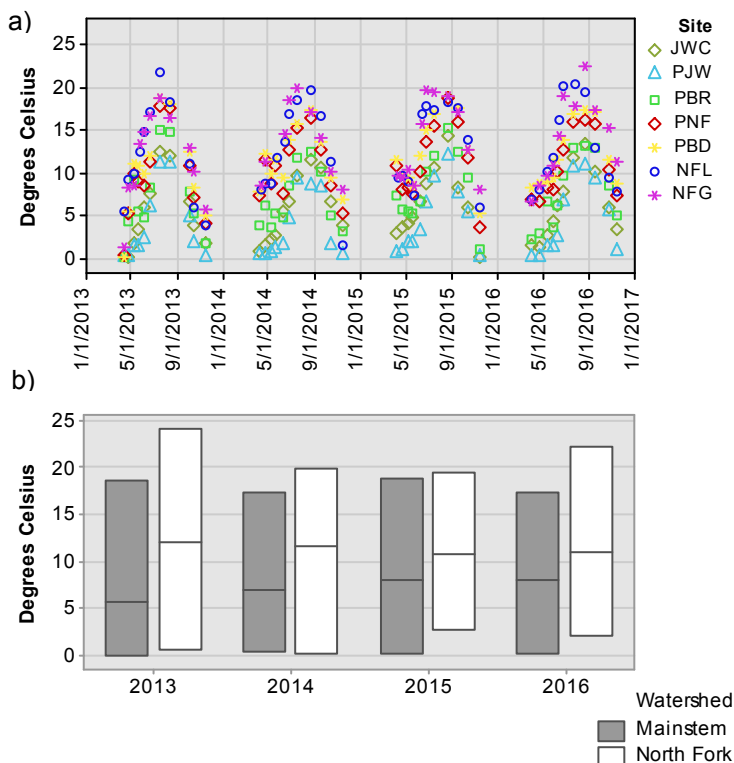 a)
Degrees Celsius
25
20
15
10
5
0
1/1/2013
5/1/2013
9/1/2013
1/1/2014
5/1/2014
9/1/2014
1/1/2015
5/1/2015
9/1/2015
1/1/2016
5/1/2016
9/1/2016
1/1/2017
Site
JWC
PJW
PBR
PNF
PBD
NFL
NFG
b)
Degrees Celsius
25
20
15
10
5
0
2013
2014
2015
2016
Watershed
Mainstem
North Fork